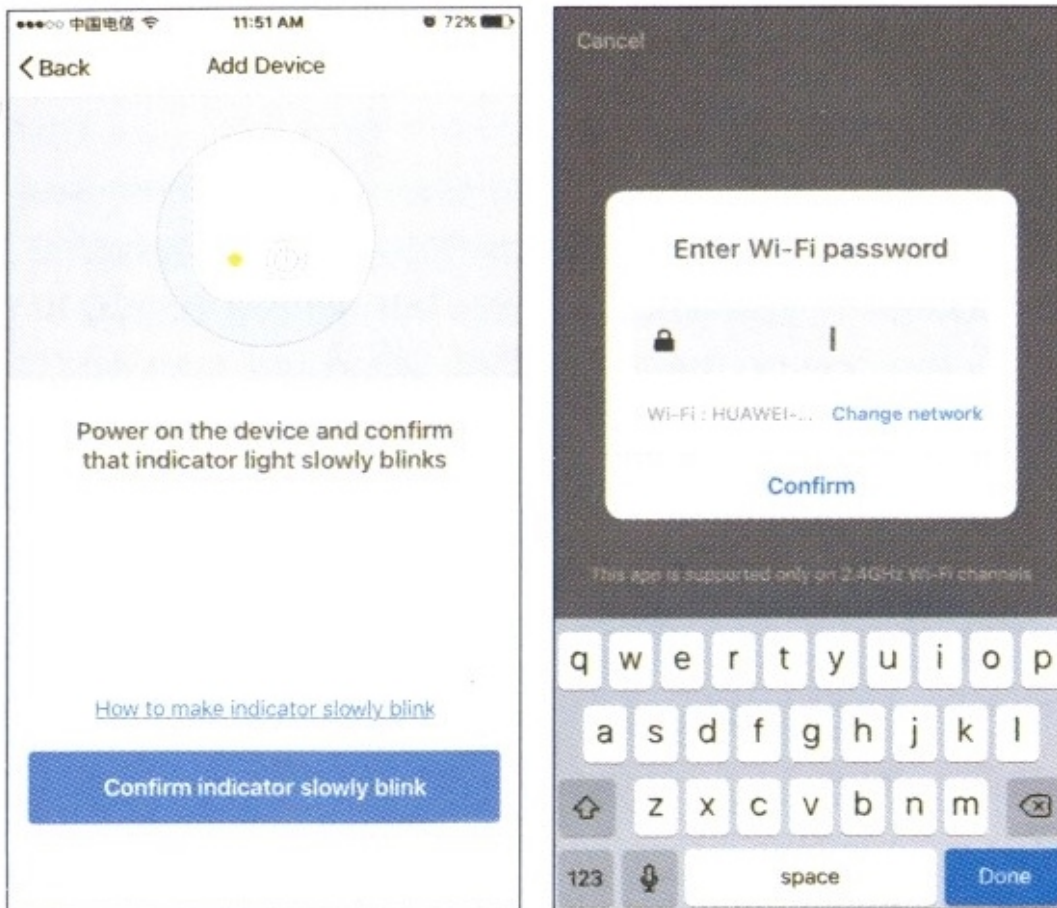 中国电信
11:51 AM
72%
Back
Add Device
Power on the device and confirm
that indicator light slowly blinks
How to make indicator slowly blink
Confirm indicator slowly blink
Cancel
Enter Wi-Fi password
Wi-Fi : HUAWEI-...
Change network
Confirm
This app is supported only on 2.4GHz Wi-Fi channels
q w e r t y u i o p
a s d f g h j k l
z x c v b n m
123
space
Done